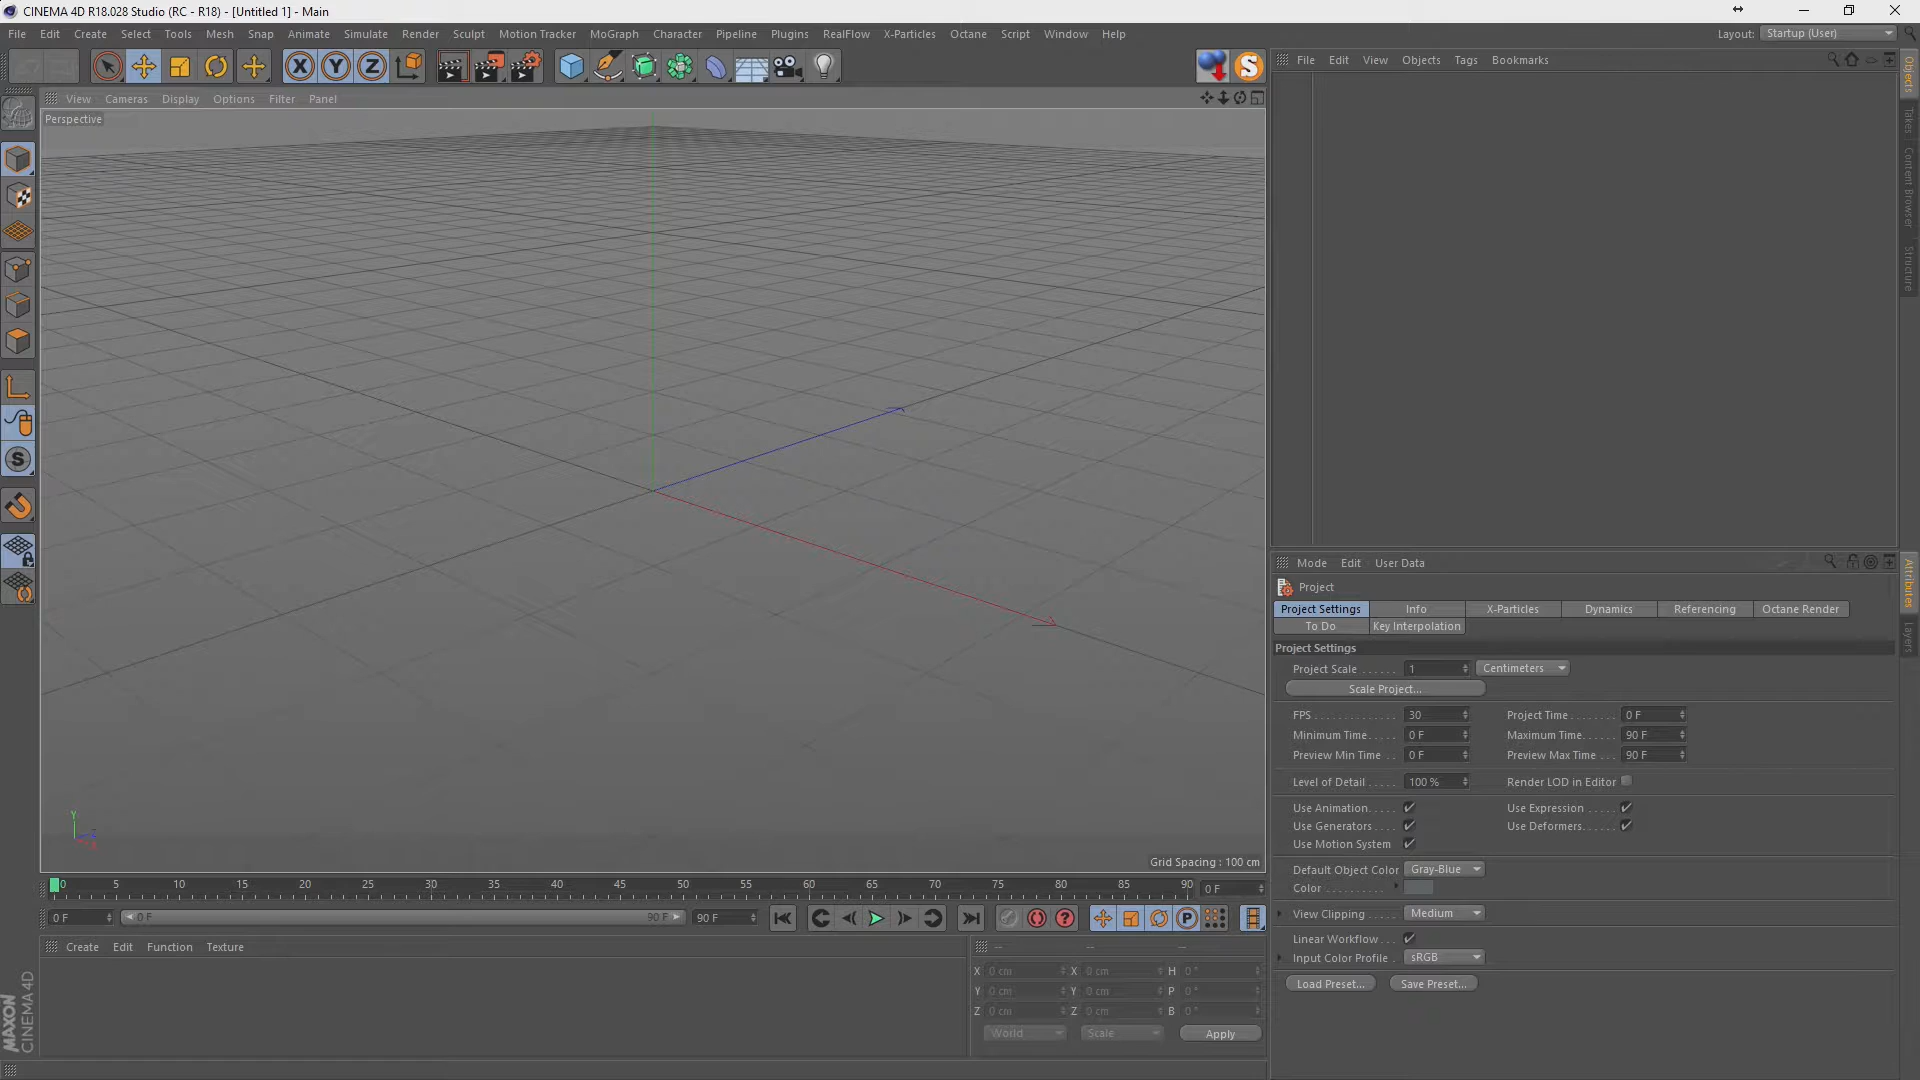 CINEMA 4D R18.028 Studio (RC - R18) - [Untitled 1] - Main
File Edit Create Select Tools Mesh Snap Animate Simulate Render Sculpt Motion Tracker MoGraph Character Pipeline Plugins RealFlow X-Particles Octane Script Window Help Layout: Startup (User)
X Y Z S
File Edit View Objects Tags Bookmarks
Objects
Takes
Content Browser
Structure
View Cameras Display Options Filter Panel
Perspective
S
Y
Z
X
Grid Spacing : 100 cm
0 5 10 15 20 25 30 35 40 45 50 55 60 65 70 75 80 85 90 0 F
0 F 0 F 90 F 90 F ? P
Create Edit Function Texture
-- -- --
X 0 cm X 0 cm H 0 °
Y 0 cm Y 0 cm P 0 °
Z 0 cm Z 0 cm B 0 °
World Scale Apply
MAXON
CINEMA 4D
Mode Edit User Data
Attributes
Layers
Project
Project Settings Info X-Particles Dynamics Referencing Octane Render
To Do Key Interpolation
Project Settings
Project Scale ...... 1 Centimeters
Scale Project...
FPS ............. 30 Project Time ....... 0 F
Minimum Time ..... 0 F Maximum Time ..... 90 F
Preview Min Time .. 0 F Preview Max Time ... 90 F
Level of Detail ..... 100 % Render LOD in Editor
Use Animation ..... Use Expression .....
Use Generators .... Use Deformers ......
Use Motion System
Default Object Color Gray-Blue
Color ..........
View Clipping ...... Medium
Linear Workflow ...
Input Color Profile . sRGB
Load Preset... Save Preset...